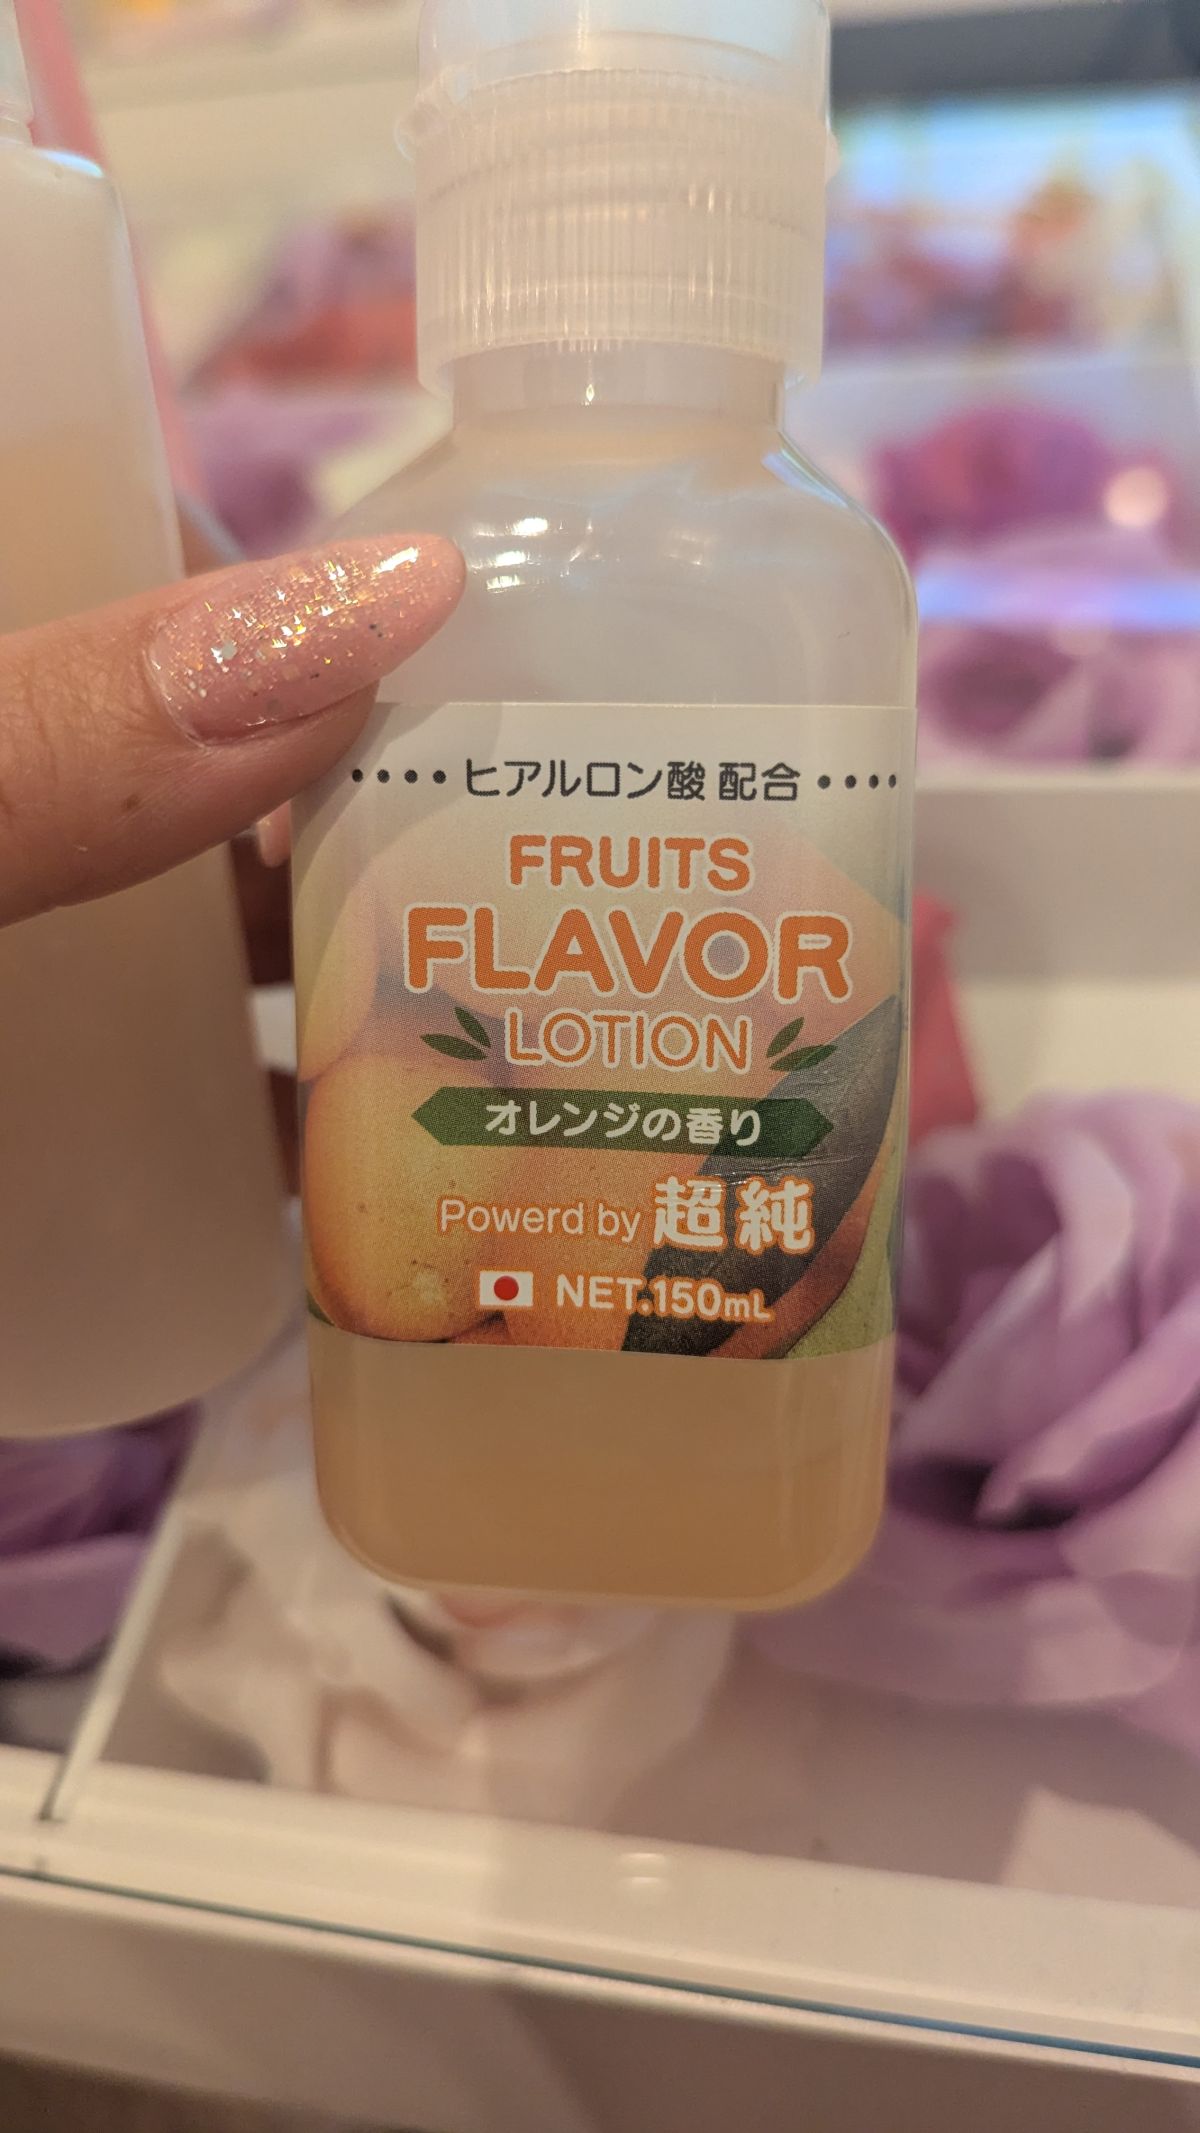 ヒアルロン酸 配合
FRUITS
FLAVOR
LOTION
オレンジの香り
Powerd by 超純
NET.150mL